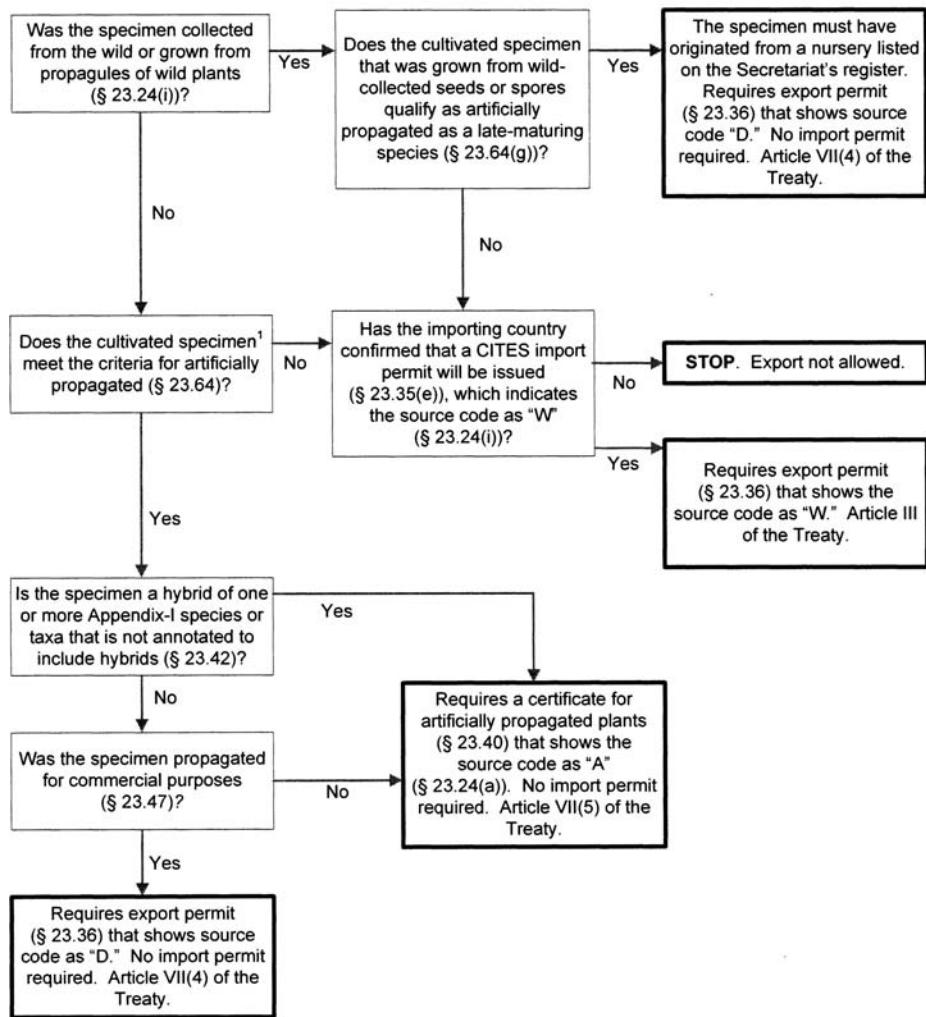 Was the specimen collected
from the wild or grown from
propagules of wild plants
(§ 23.24(i))?
Yes
Does the cultivated specimen
that was grown from wild-
collected seeds or spores
qualify as artificially
propagated as a late-maturing
species (§ 23.64(g))?
Yes
The specimen must have
originated from a nursery listed
on the Secretariat's register.
Requires export permit
(§ 23.36) that shows source
code "D." No import permit
required. Article VII(4) of the
Treaty.
No
No
Does the cultivated specimen¹
meet the criteria for artificially
propagated (§ 23.64)?
No
Has the importing country
confirmed that a CITES import
permit will be issued
(§ 23.35(e)), which indicates
the source code as "W"
(§ 23.24(i))?
No
STOP. Export not allowed.
Yes
Requires export permit
(§ 23.36) that shows the
source code as "W." Article III
of the Treaty.
Yes
Is the specimen a hybrid of one
or more Appendix-I species or
taxa that is not annotated to
include hybrids (§ 23.42)?
Yes
No
Requires a certificate for
artificially propagated plants
(§ 23.40) that shows the
source code as "A"
(§ 23.24(a)). No import permit
required. Article VII(5) of the
Treaty.
Was the specimen propagated
for commercial purposes
(§ 23.47)?
No
Yes
Requires export permit
(§ 23.36) that shows source
code as "D." No import permit
required. Article VII(4) of the
Treaty.